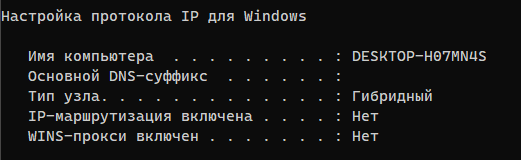 Настройка протокола IP для Windows
Имя компьютера  . . . . . . . . . : DESKTOP-H07MN4S
Основной DNS-суффикс  . . . . . . :
Тип узла. . . . . . . . . . . . . : Гибридный
IP-маршрутизация включена . . . . : Нет
WINS-прокси включен . . . . . . . : Нет